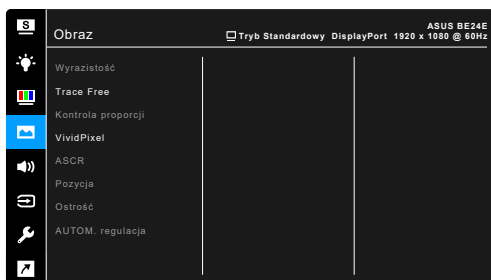 S
Obraz
ASUS BE24E
Tryb Standardowy DisplayPort 1920 x 1080 @ 60Hz
Wyrazistość
Trace Free
Kontrola proporcji
VividPixel
ASCR
Pozycja
Ostrość
AUTOM. regulacja